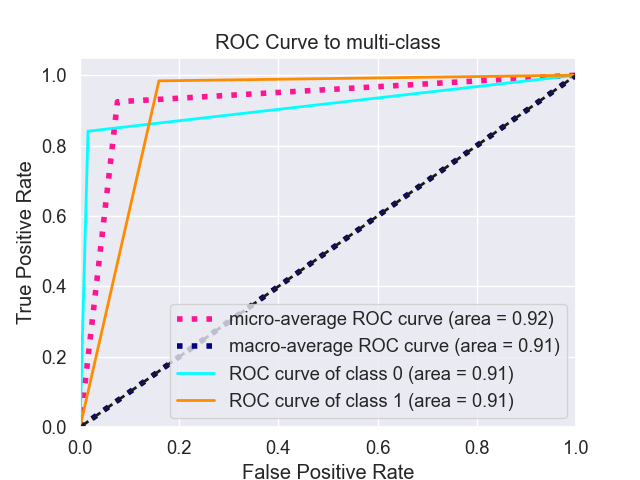 ROC Curve to multi-class
1.0
0.8
0.6
0.4
0.2
0.0
True Positive Rate
micro-average ROC curve (area = 0.92)
macro-average ROC curve (area = 0.91)
ROC curve of class 0 (area = 0.91)
ROC curve of class 1 (area = 0.91)
0.0 0.2 0.4 0.6 0.8 1.0
False Positive Rate